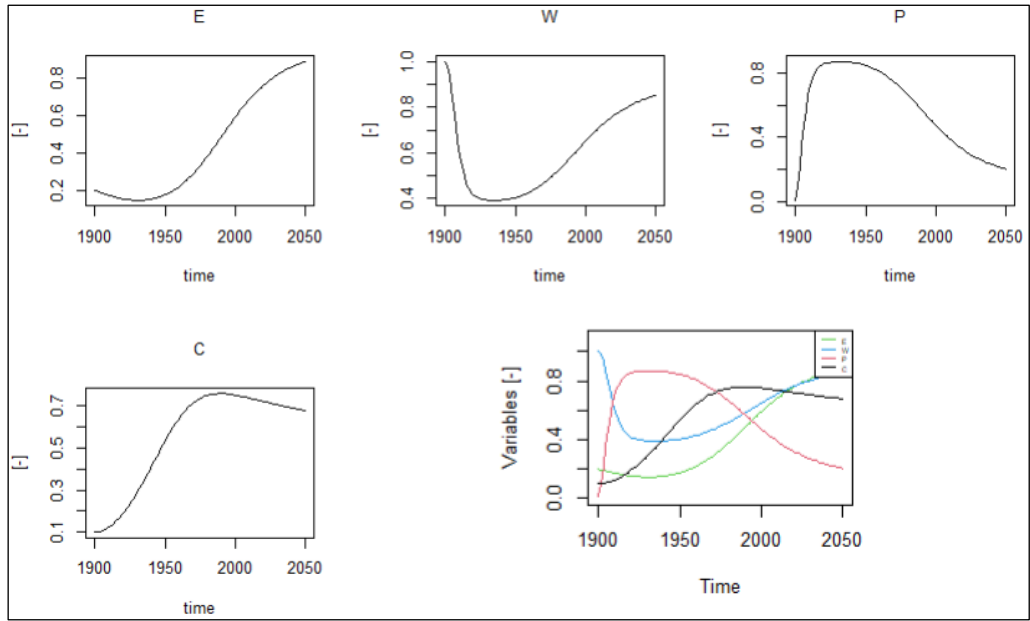 E
[-]
0.2 0.4 0.6 0.8
1900 1950 2000 2050
time
W
[-]
0.4 0.6 0.8 1.0
1900 1950 2000 2050
time
P
[-]
0.0 0.4 0.8
1900 1950 2000 2050
time
C
[-]
0.1 0.3 0.5 0.7
1900 1950 2000 2050
time
Variables [-]
0.0 0.4 0.8
E
W
P
C
1900 1950 2000 2050
Time